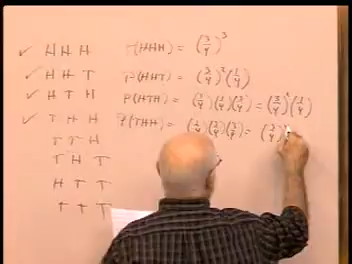 ✓ H H H P(HHH) = (3/4)^3
✓ H H T P(HHT) = (3/4)^2 (1/4)
✓ H T H P(HTH) = (3/4)(1/4)(3/4) = (3/4)^2 (1/4)
✓ T H H P(THH) = (1/4)(3/4)(3/4) = (3/4)
T T H
T H T
H T T
T T T